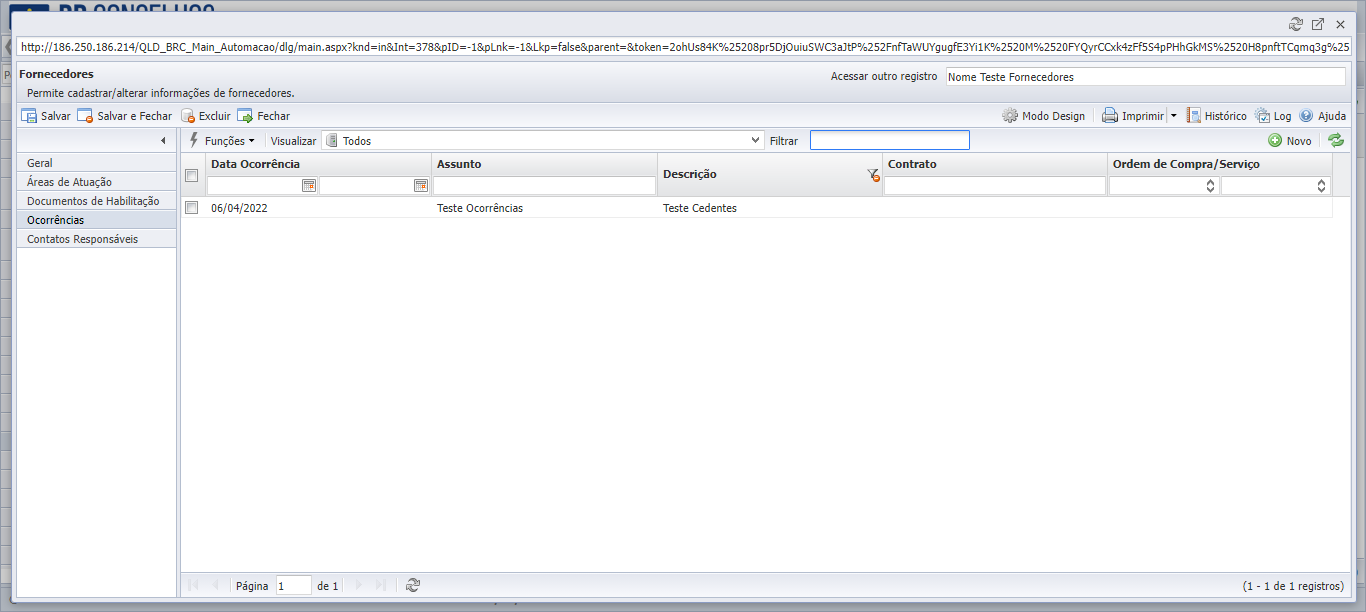 http://186.250.186.214/QLD_BRC_Main_Automacao/dlg/main.aspx?knd=in&Int=378&pID=-1&pLnk=-1&Lkp=false&parent=&token=2ohUs84K%25208pr5DjOuiuSWC3aJtP%252FnfTaWUYgugfE3Yi1K%2520M%2520FYQyrCCxk4zFf5S4pPHhGkMS%2520H8pnftTCqmq3g%25
Fornecedores
Acessar outro registro Nome Teste Fornecedores
Permite cadastrar/alterar informações de fornecedores.
Salvar Salvar e Fechar Excluir Fechar Modo Design Imprimir Histórico Log Ajuda
Funções Visualizar Todos Filtrar Novo
Geral
Áreas de Atuação
Documentos de Habilitação
Ocorrências
Contatos Responsáveis
Data Ocorrência Assunto Descrição Contrato Ordem de Compra/Serviço
06/04/2022 Teste Ocorrências Teste Cedentes
Página 1 de 1 (1 - 1 de 1 registros)